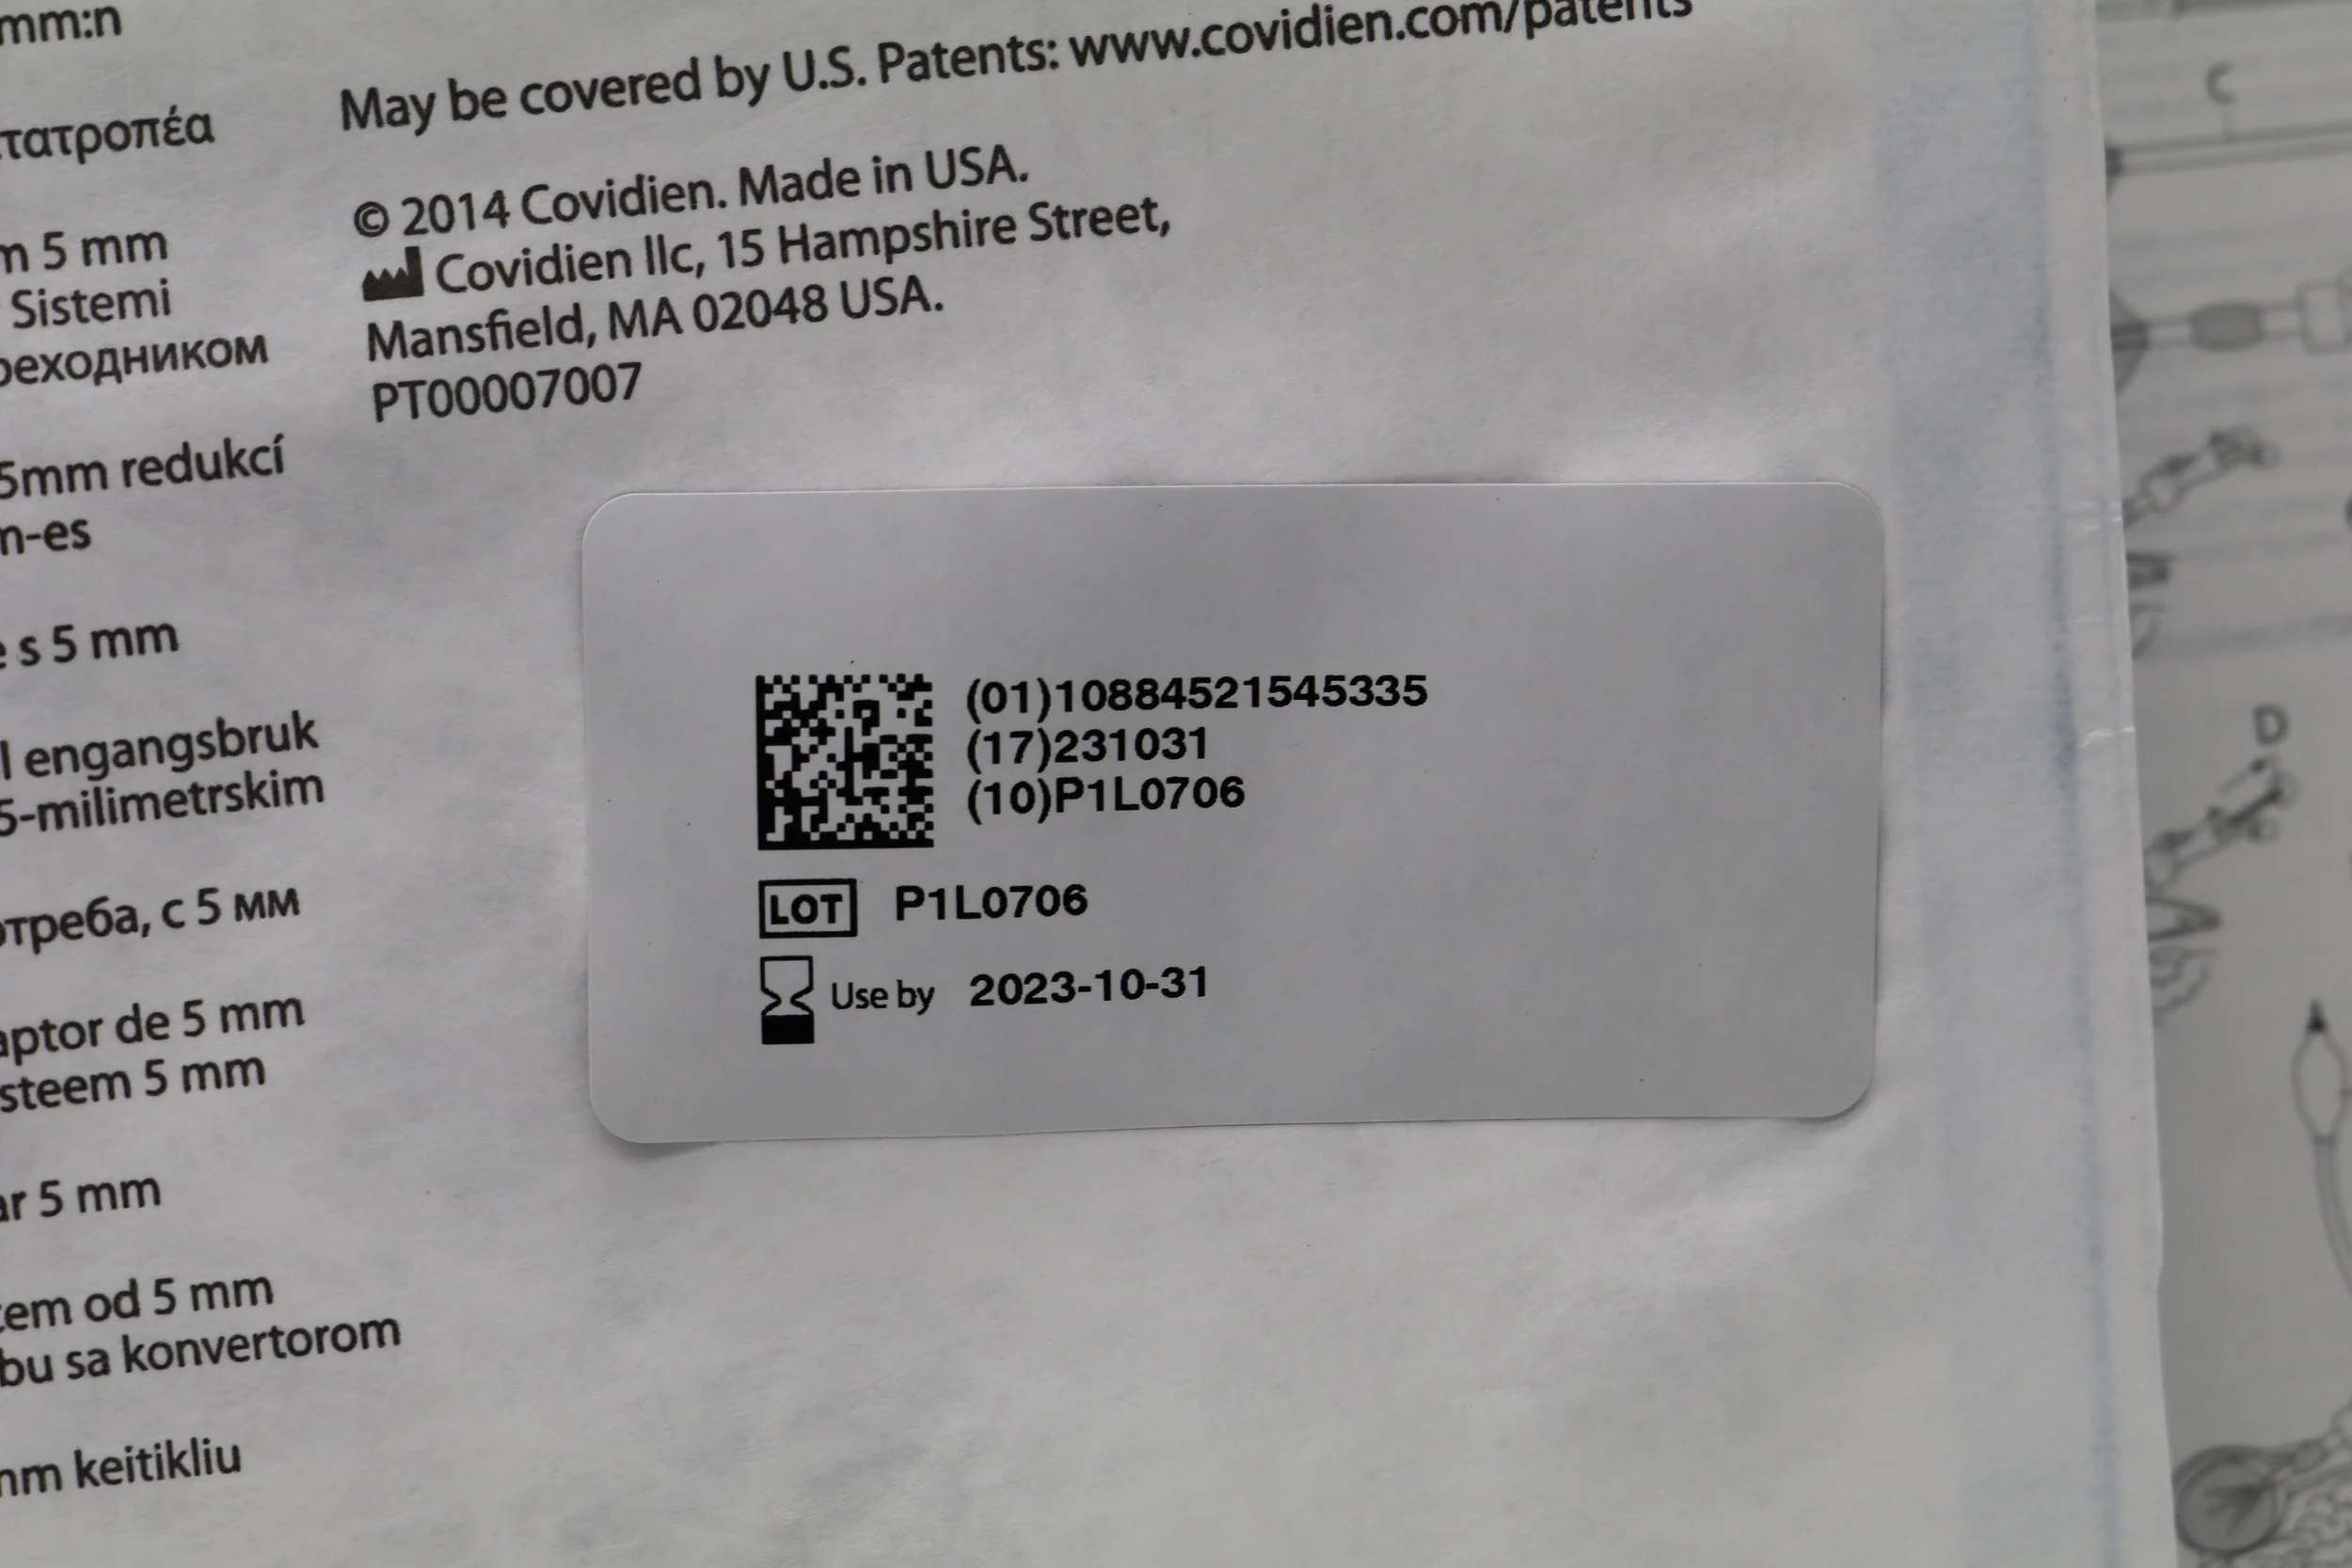 mm:n
τατροπέα
m 5 mm
Sistemi
реходником
5mm redukcí
n-es
e s 5 mm
l engangsbruk
5-milimetrskim
отреба, с 5 мм
aptor de 5 mm
steem 5 mm
ar 5 mm
tem od 5 mm
bu sa konvertorom
mm keitikliu
May be covered by U.S. Patents: www.covidien.com/patents
© 2014 Covidien. Made in USA.
Covidien llc, 15 Hampshire Street,
Mansfield, MA 02048 USA.
PT00007007
(01)10884521545335
(17)231031
(10)P1L0706
LOT P1L0706
Use by 2023-10-31
C
D